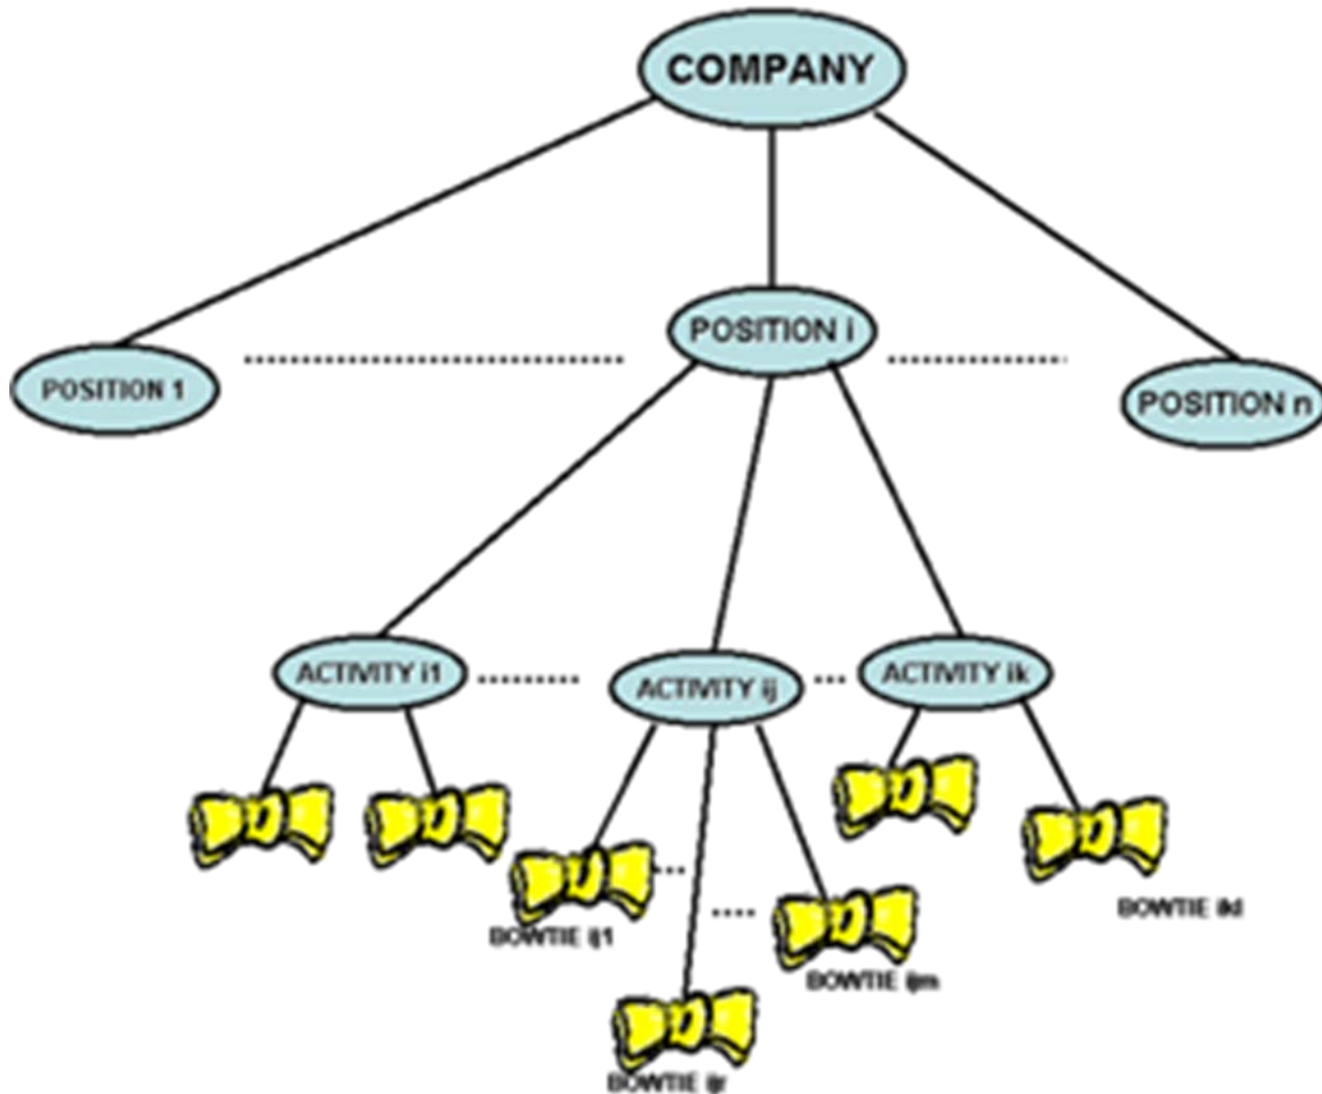 COMPANY
POSITION i
POSITION 1
POSITION n
ACTIVITY i1
ACTIVITY ij
ACTIVITY ik
BOWTIE ikl
BOWTIE ij1
BOWTIE ijm
BOWTIE ijr